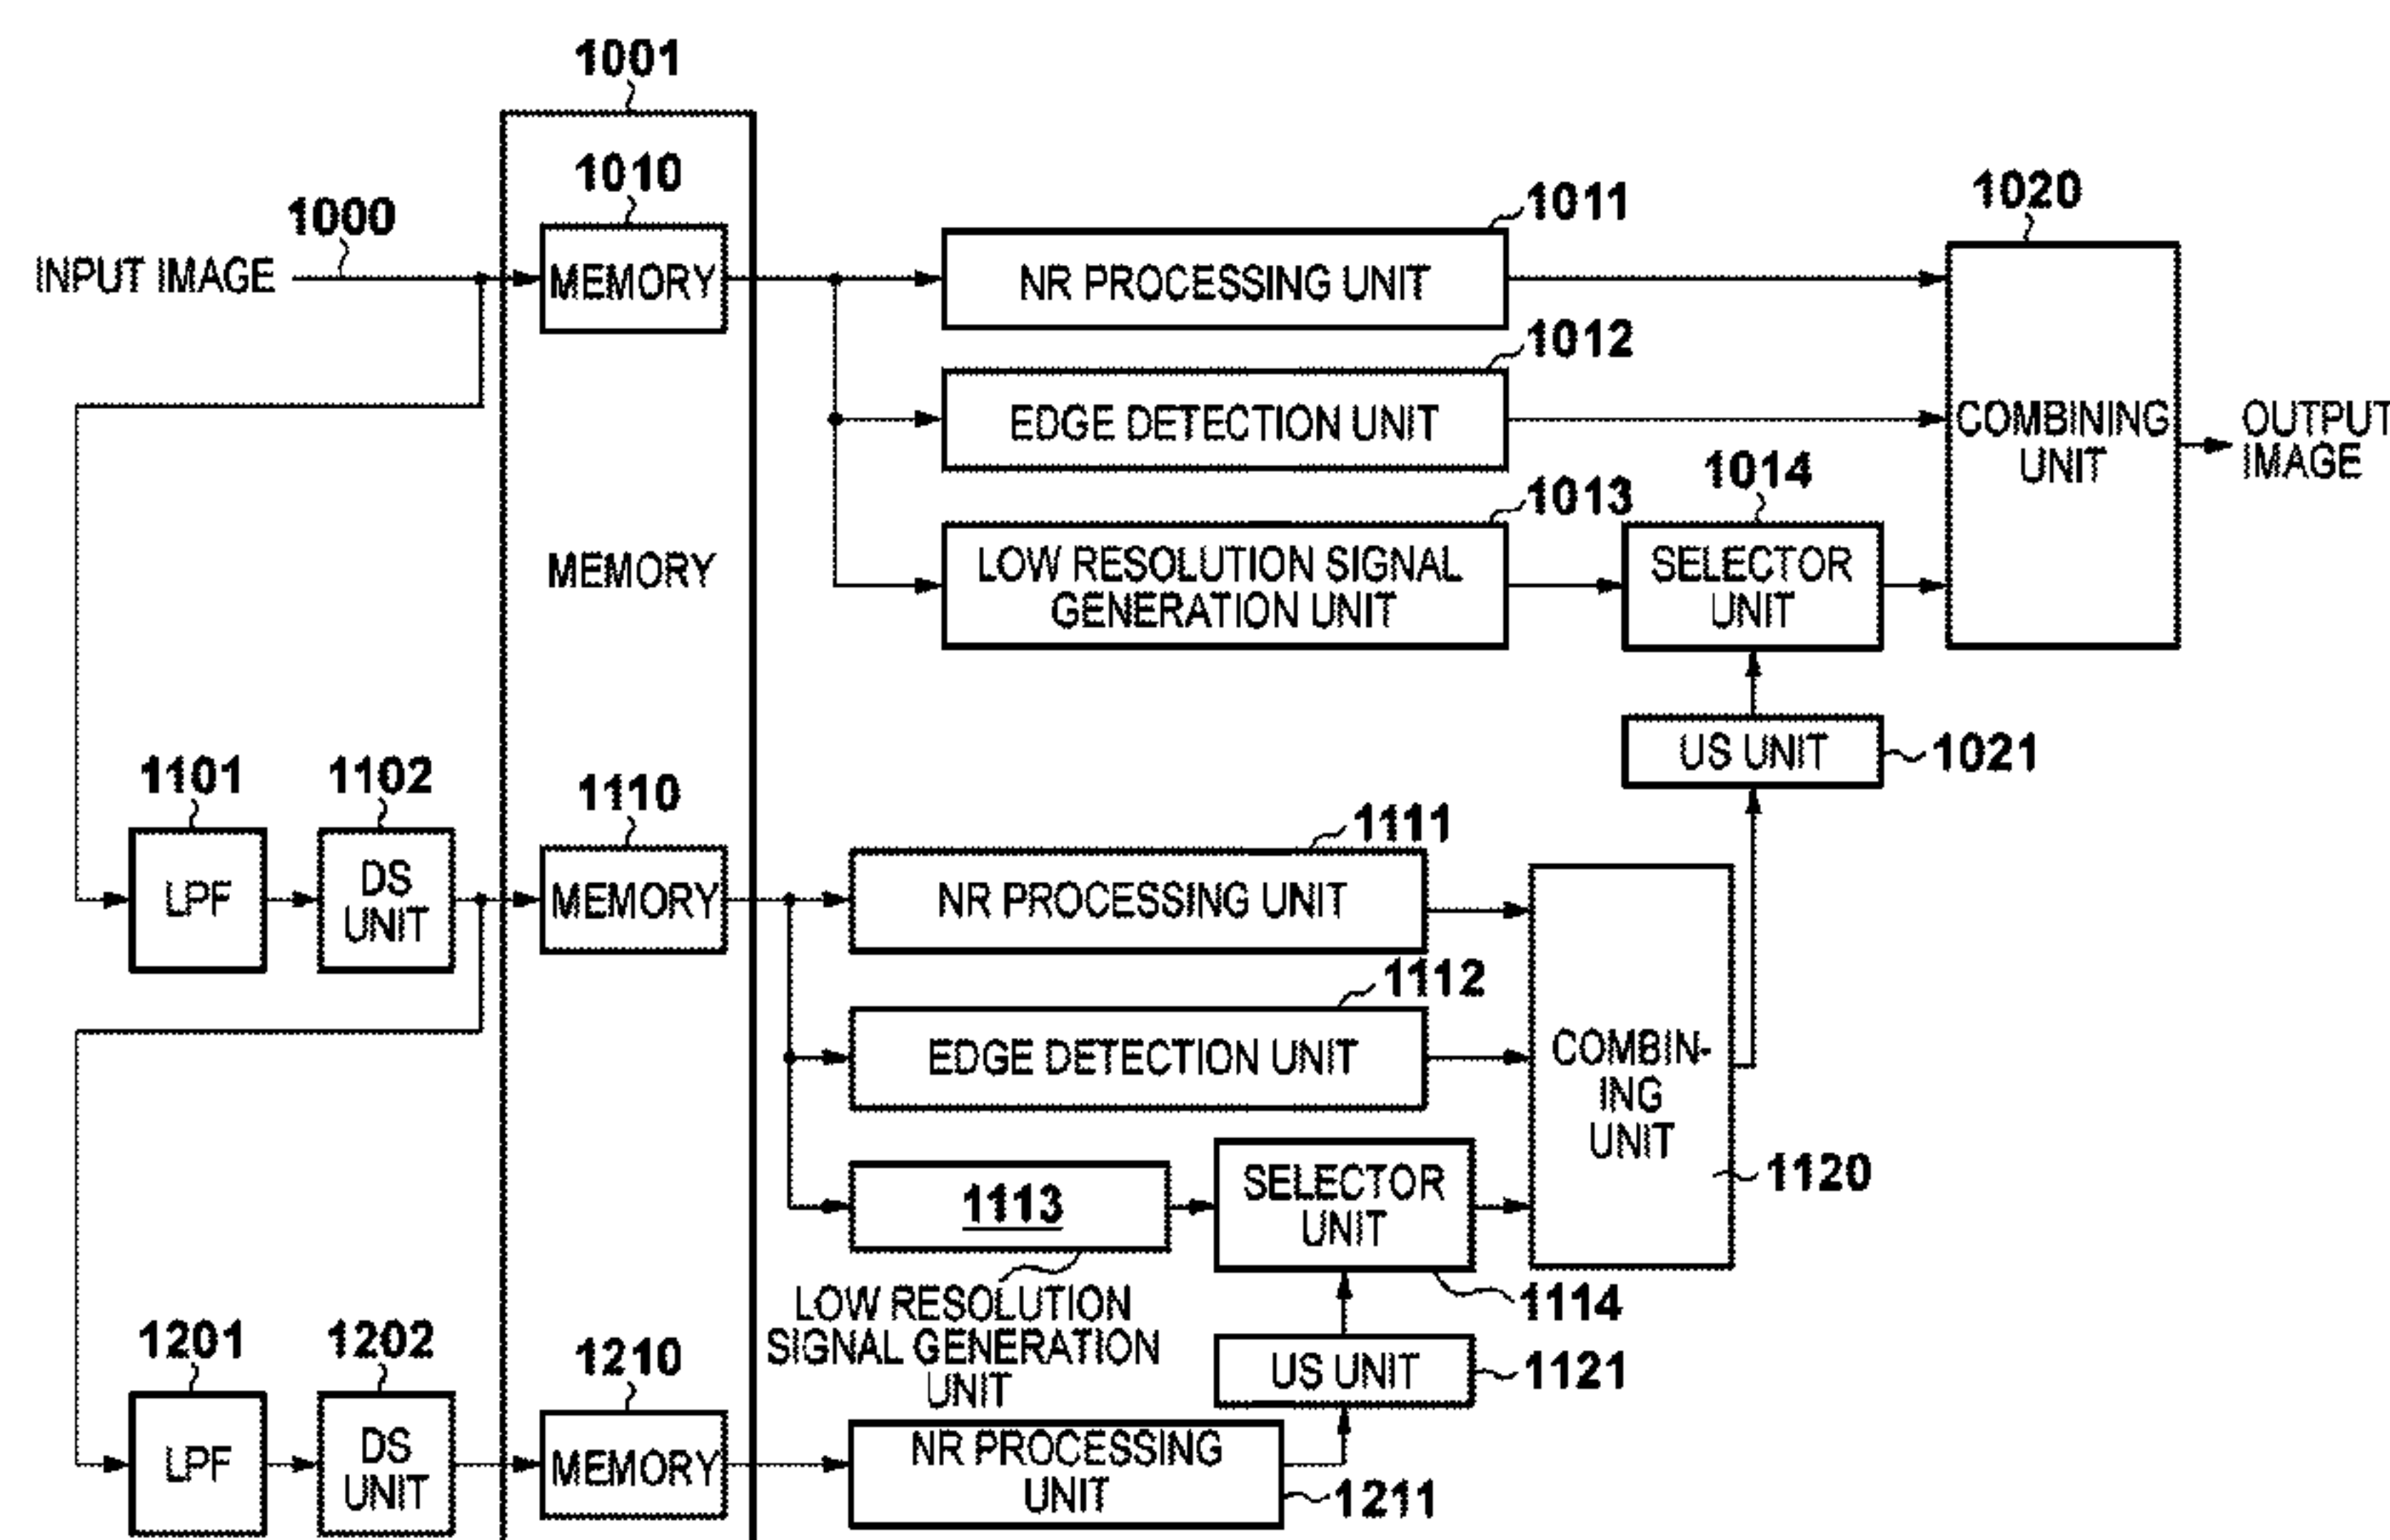 1001
1010
1000
INPUT IMAGE
MEMORY
1011
NR PROCESSING UNIT
1012
EDGE DETECTION UNIT
1013
LOW RESOLUTION SIGNAL
GENERATION UNIT
1014
SELECTOR
UNIT
1020
COMBINING
UNIT
OUTPUT
IMAGE
MEMORY
US UNIT
1021
1101
LPF
1102
DS
UNIT
1110
MEMORY
1111
NR PROCESSING UNIT
1112
EDGE DETECTION UNIT
1113
LOW RESOLUTION
SIGNAL GENERATION
UNIT
SELECTOR
UNIT
1114
COMBIN-
ING
UNIT
1120
US UNIT
1121
1201
LPF
1202
DS
UNIT
1210
MEMORY
NR PROCESSING
UNIT
1211